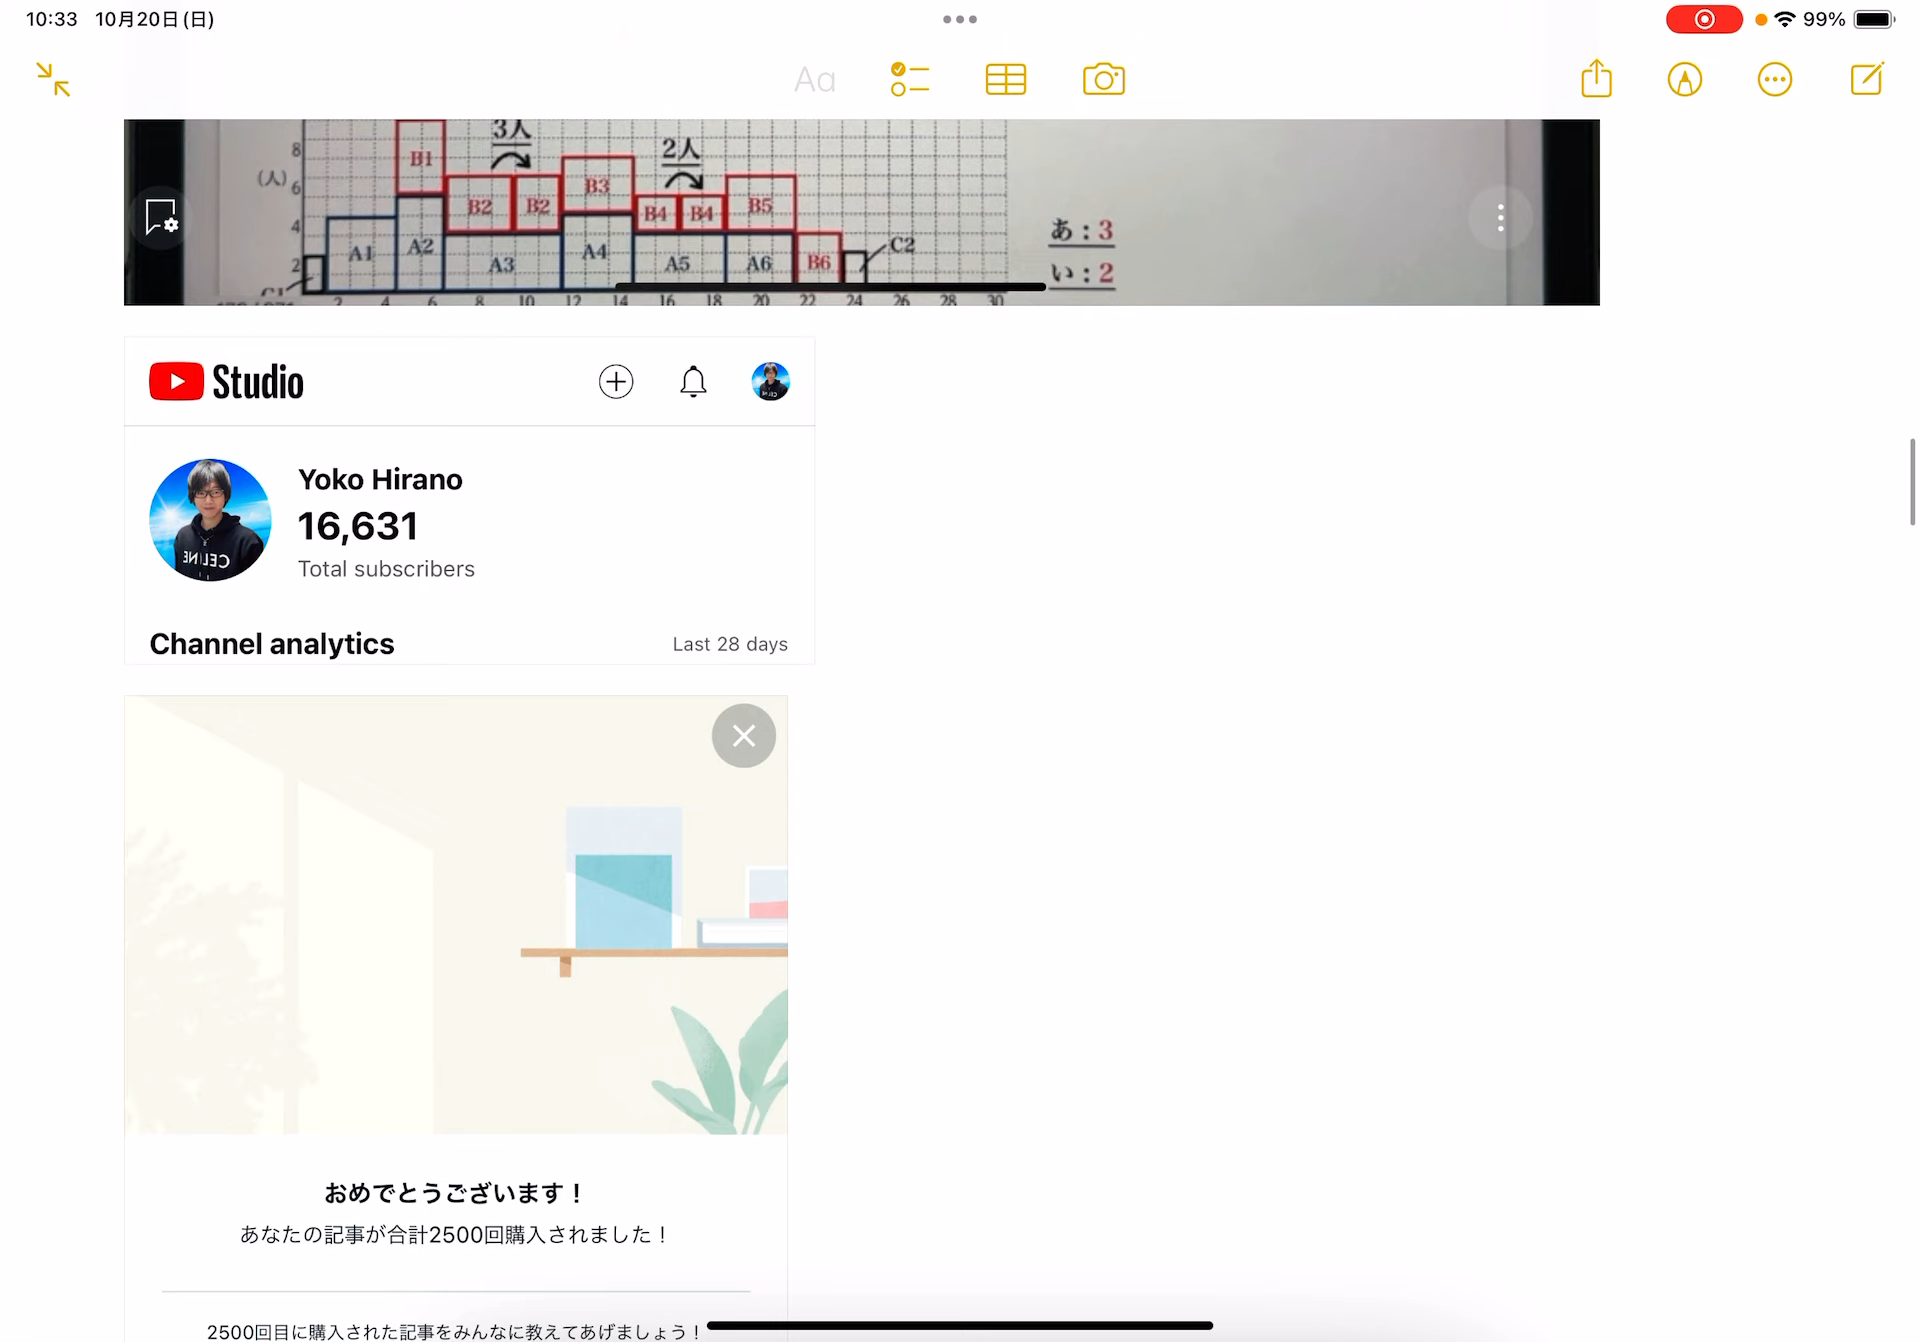 10:33 10月20日(日)
99%
Aa
3人
2人
8
(人) 6
4
2
B1
B2 B2 B3 B4 B4 B5
A1 A2 A3 A4 A5 A6 B6
C2
C1
2 4 6 8 10 12 14 16 18 20 22 24 26 28 30
あ：3
い：2
Studio
Yoko Hirano
16,631
Total subscribers
Channel analytics
Last 28 days
おめでとうございます！
あなたの記事が合計2500回購入されました！
2500回目に購入された記事をみんなに教えてあげましょう！